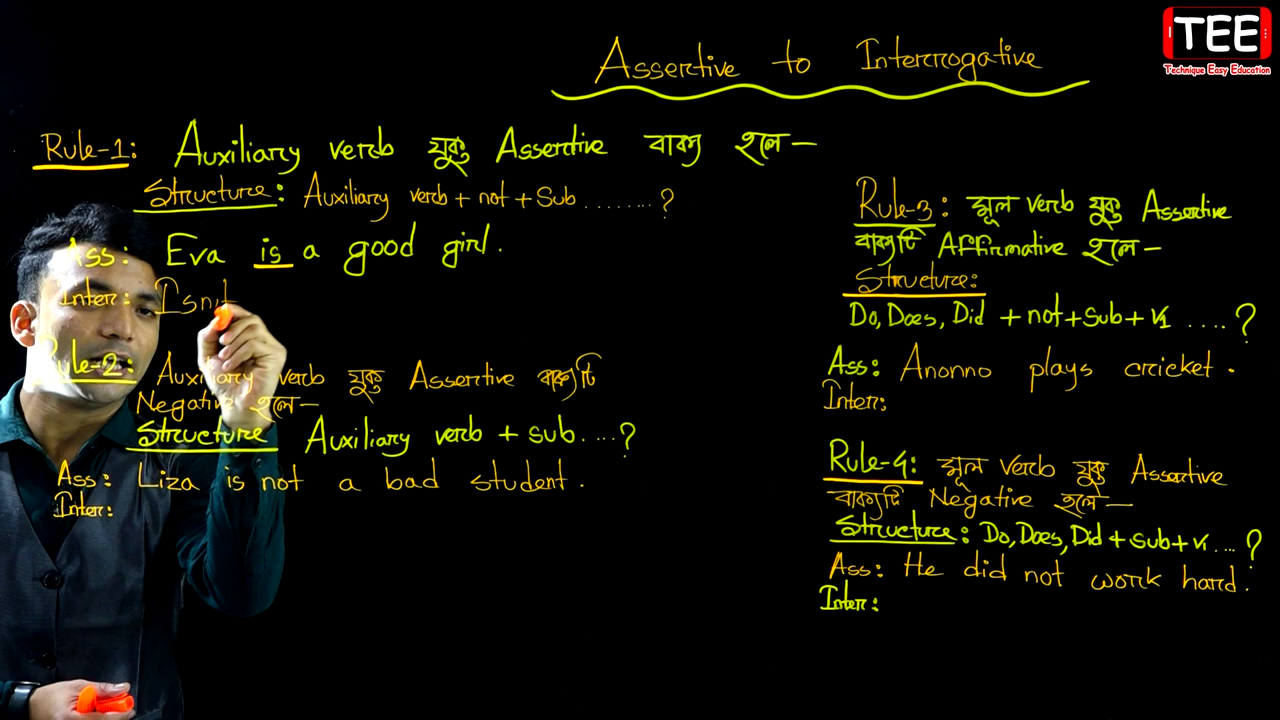 TEE
Technique Easy Education
Assertive to Interrogative
Rule-1: Auxiliary verb যুক্ত Assertive বাক্য হলে—
Structure: Auxiliary verb + not + Sub ........?
Ass: Eva is a good girl.
Inter: Isn't
Rule-2: Auxiliary verb যুক্ত Assertive বাক্যটি
Negative হলে—
Structure Auxiliary verb + sub....?
Ass: Liza is not a bad student.
Inter:
Rule-3: মূল verb যুক্ত Assertive
বাক্যটি Affirmative হলে—
Structure:
Do, Does, Did + not + Sub + V1 ....?
Ass: Anonno plays cricket.
Inter:
Rule-4: মূল verb যুক্ত Assertive
বাক্যটি Negative হলে—
Structure: Do, Does, Did + sub + v1 ....?
Ass: He did not work hard.
Inter: